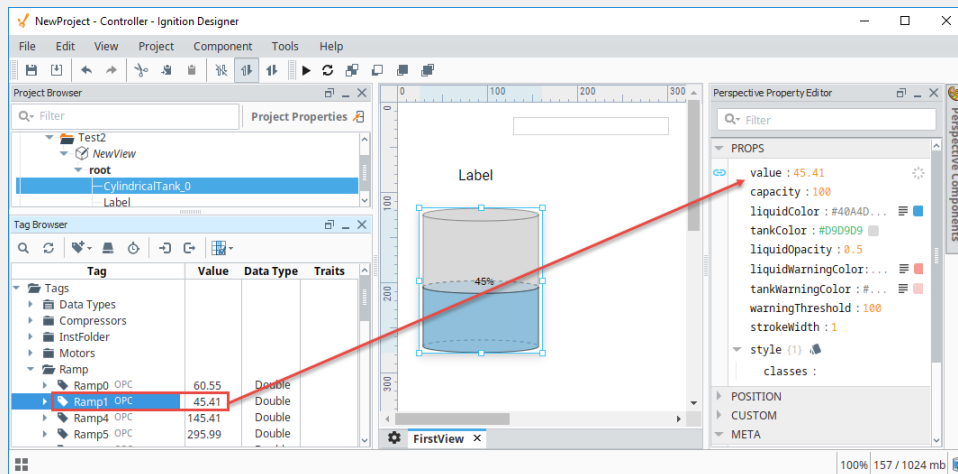 NewProject - Controller - Ignition Designer
File Edit View Project Component Tools Help
Project Browser
Filter
Project Properties
Test2
NewView
root
CylindricalTank_0
Label
Tag Browser
Tag Value Data Type Traits
Tags
Data Types
Compressors
InstFolder
Motors
Ramp
Ramp0 OPC 60.55 Double
Ramp1 OPC 45.41 Double
Ramp4 OPC 145.41 Double
Ramp5 OPC 295.99 Double
0 100 200 300
0
100
200
300
Label
45%
FirstView
Perspective Property Editor
Filter
PROPS
value : 45.41
capacity : 100
liquidColor : #40A4D...
tankColor : #D9D9D9
liquidOpacity : 0.5
liquidWarningColor:...
tankWarningColor : #...
warningThreshold : 100
strokeWidth : 1
style {1}
classes :
POSITION
CUSTOM
META
Perspective Components
100% 157 / 1024 mb